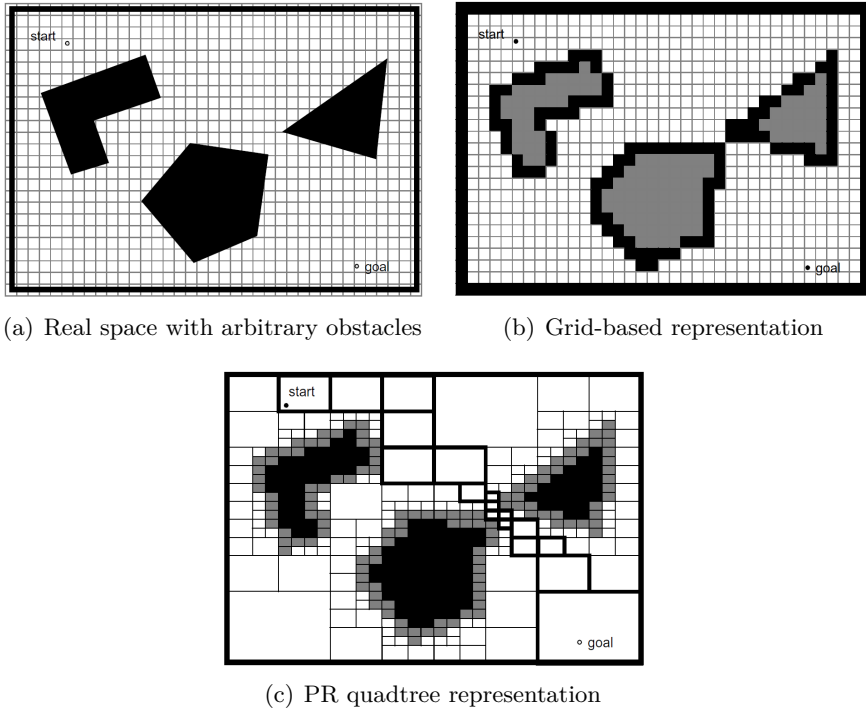 start
goal
start
goal
(a) Real space with arbitrary obstacles
(b) Grid-based representation
start
goal
(c) PR quadtree representation